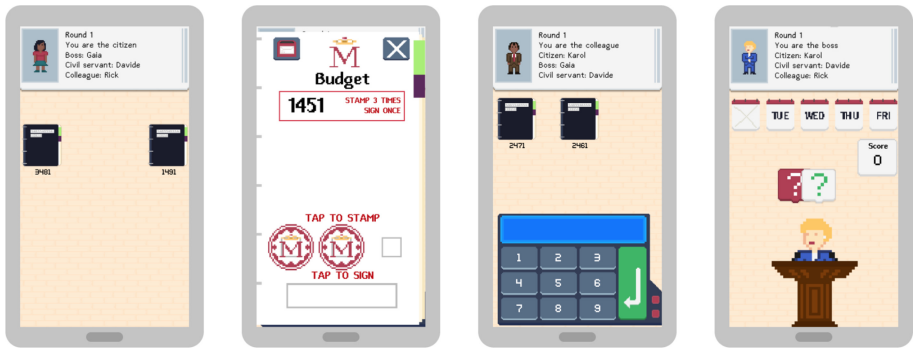 Round 1
You are the citizen
Boss: Gaia
Civil servant: Davide
Colleague: Rick
9481
1491
M
Budget
1451
STAMP 3 TIMES
SIGN ONCE
TAP TO STAMP
M
M
TAP TO SIGN
Round 1
You are the colleague
Citizen: Karol
Boss: Gaia
Civil servant: Davide
2471
2461
1 2 3
4 5 6
7 8 9
Round 1
You are the boss
Citizen: Karol
Civil servant: Davide
Colleague: Rick
TUE WED THU FRI
Score
0
? ?